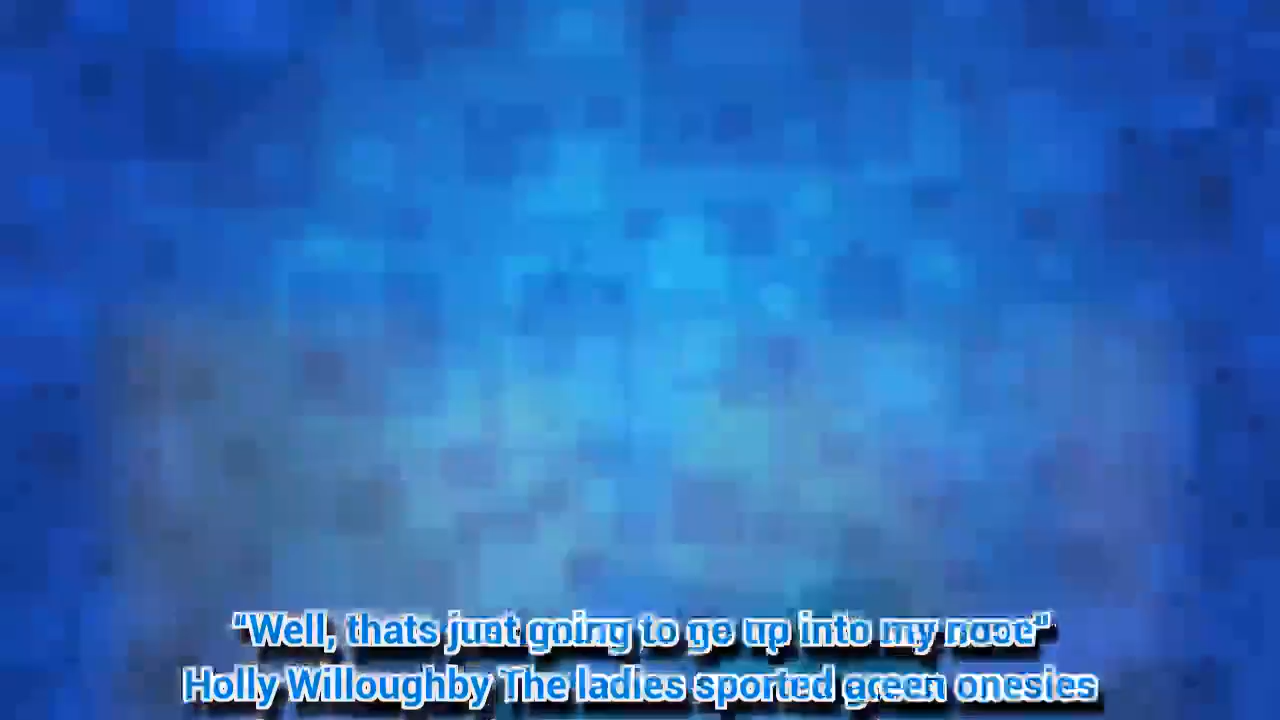 “Well, thats just going to go up into my nose”
Holly Willoughby The ladies sported green onesies